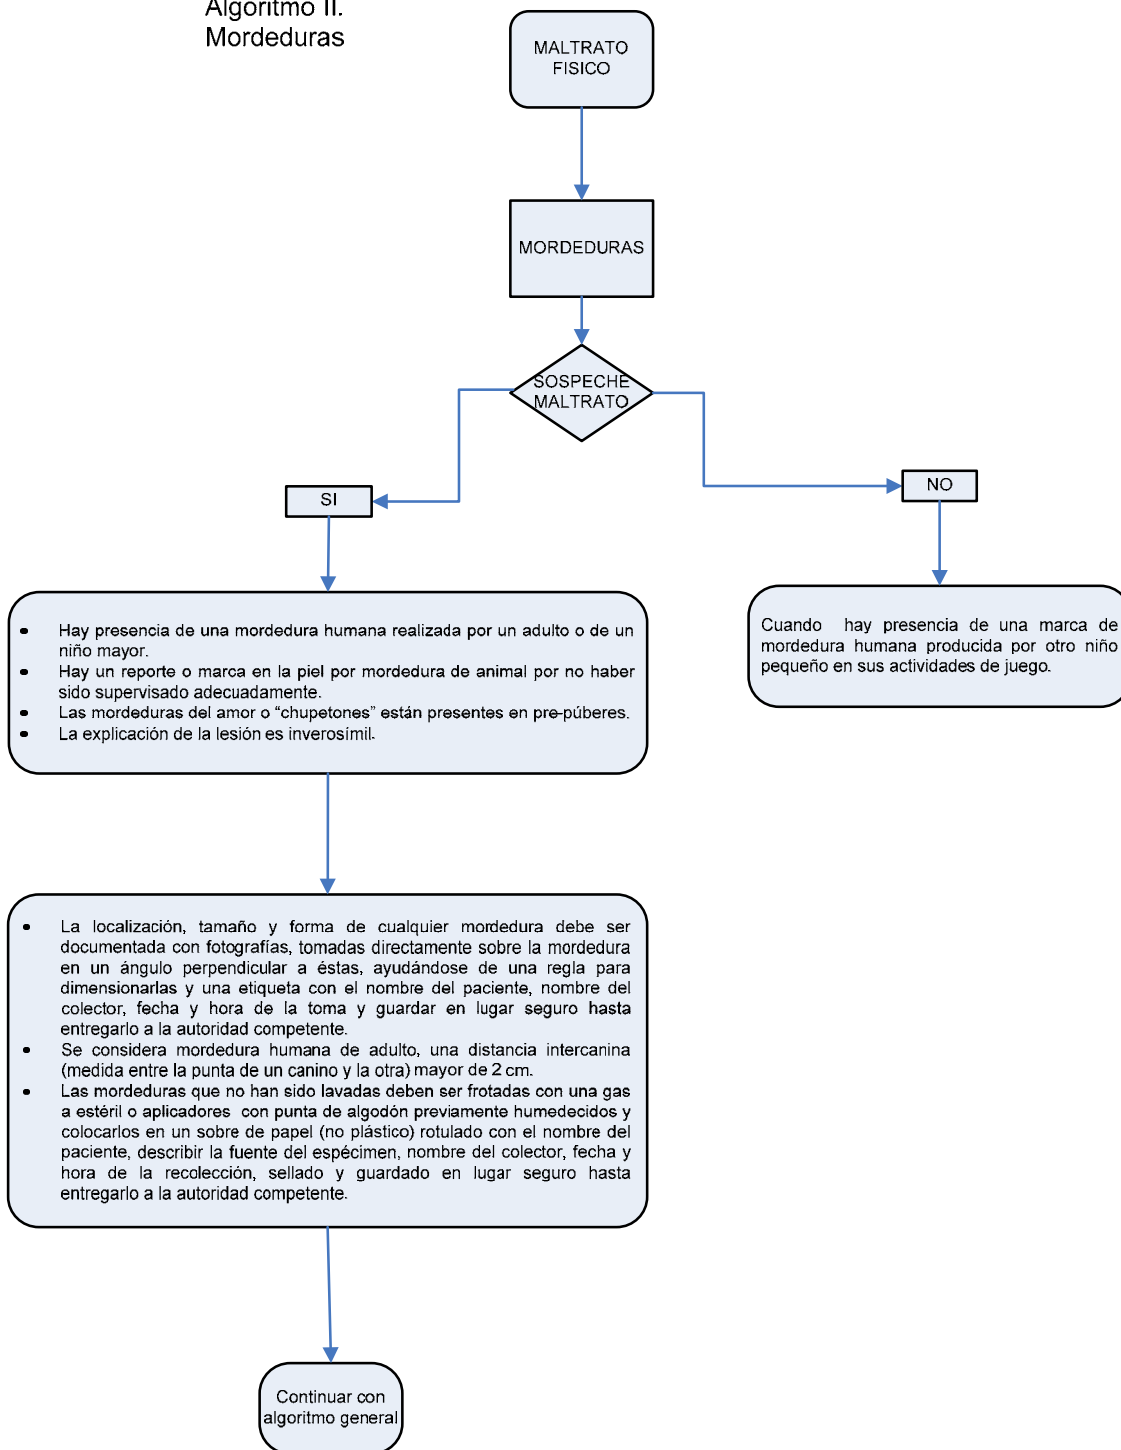 Algoritmo II.
Mordeduras
MALTRATO
FISICO
MORDEDURAS
SOSPECHE
MALTRATO
SI
NO
• Hay presencia de una mordedura humana realizada por un adulto o de un
niño mayor.
• Hay un reporte o marca en la piel por mordedura de animal por no haber
sido supervisado adecuadamente.
• Las mordeduras del amor o “chupetones” están presentes en pre-púberes.
• La explicación de la lesión es inverosímil.
Cuando hay presencia de una marca de
mordedura humana producida por otro niño
pequeño en sus actividades de juego.
• La localización, tamaño y forma de cualquier mordedura debe ser
documentada con fotografías, tomadas directamente sobre la mordedura
en un ángulo perpendicular a éstas, ayudándose de una regla para
dimensionarlas y una etiqueta con el nombre del paciente, nombre del
colector, fecha y hora de la toma y guardar en lugar seguro hasta
entregarlo a la autoridad competente.
• Se considera mordedura humana de adulto, una distancia intercanina
(medida entre la punta de un canino y la otra) mayor de 2 cm.
• Las mordeduras que no han sido lavadas deben ser frotadas con una gas
a estéril o aplicadores con punta de algodón previamente humedecidos y
colocarlos en un sobre de papel (no plástico) rotulado con el nombre del
paciente, describir la fuente del espécimen, nombre del colector, fecha y
hora de la recolección, sellado y guardado en lugar seguro hasta
entregarlo a la autoridad competente.
Continuar con
algoritmo general